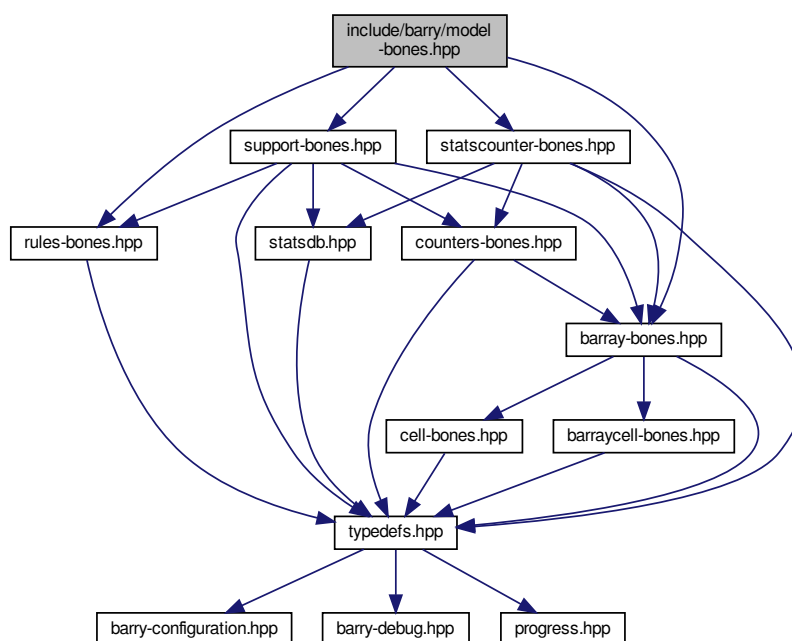 include/barry/model
-bones.hpp
support-bones.hpp
statscounter-bones.hpp
rules-bones.hpp
statsdb.hpp
counters-bones.hpp
barray-bones.hpp
cell-bones.hpp
barraycell-bones.hpp
typedefs.hpp
barry-configuration.hpp
barry-debug.hpp
progress.hpp